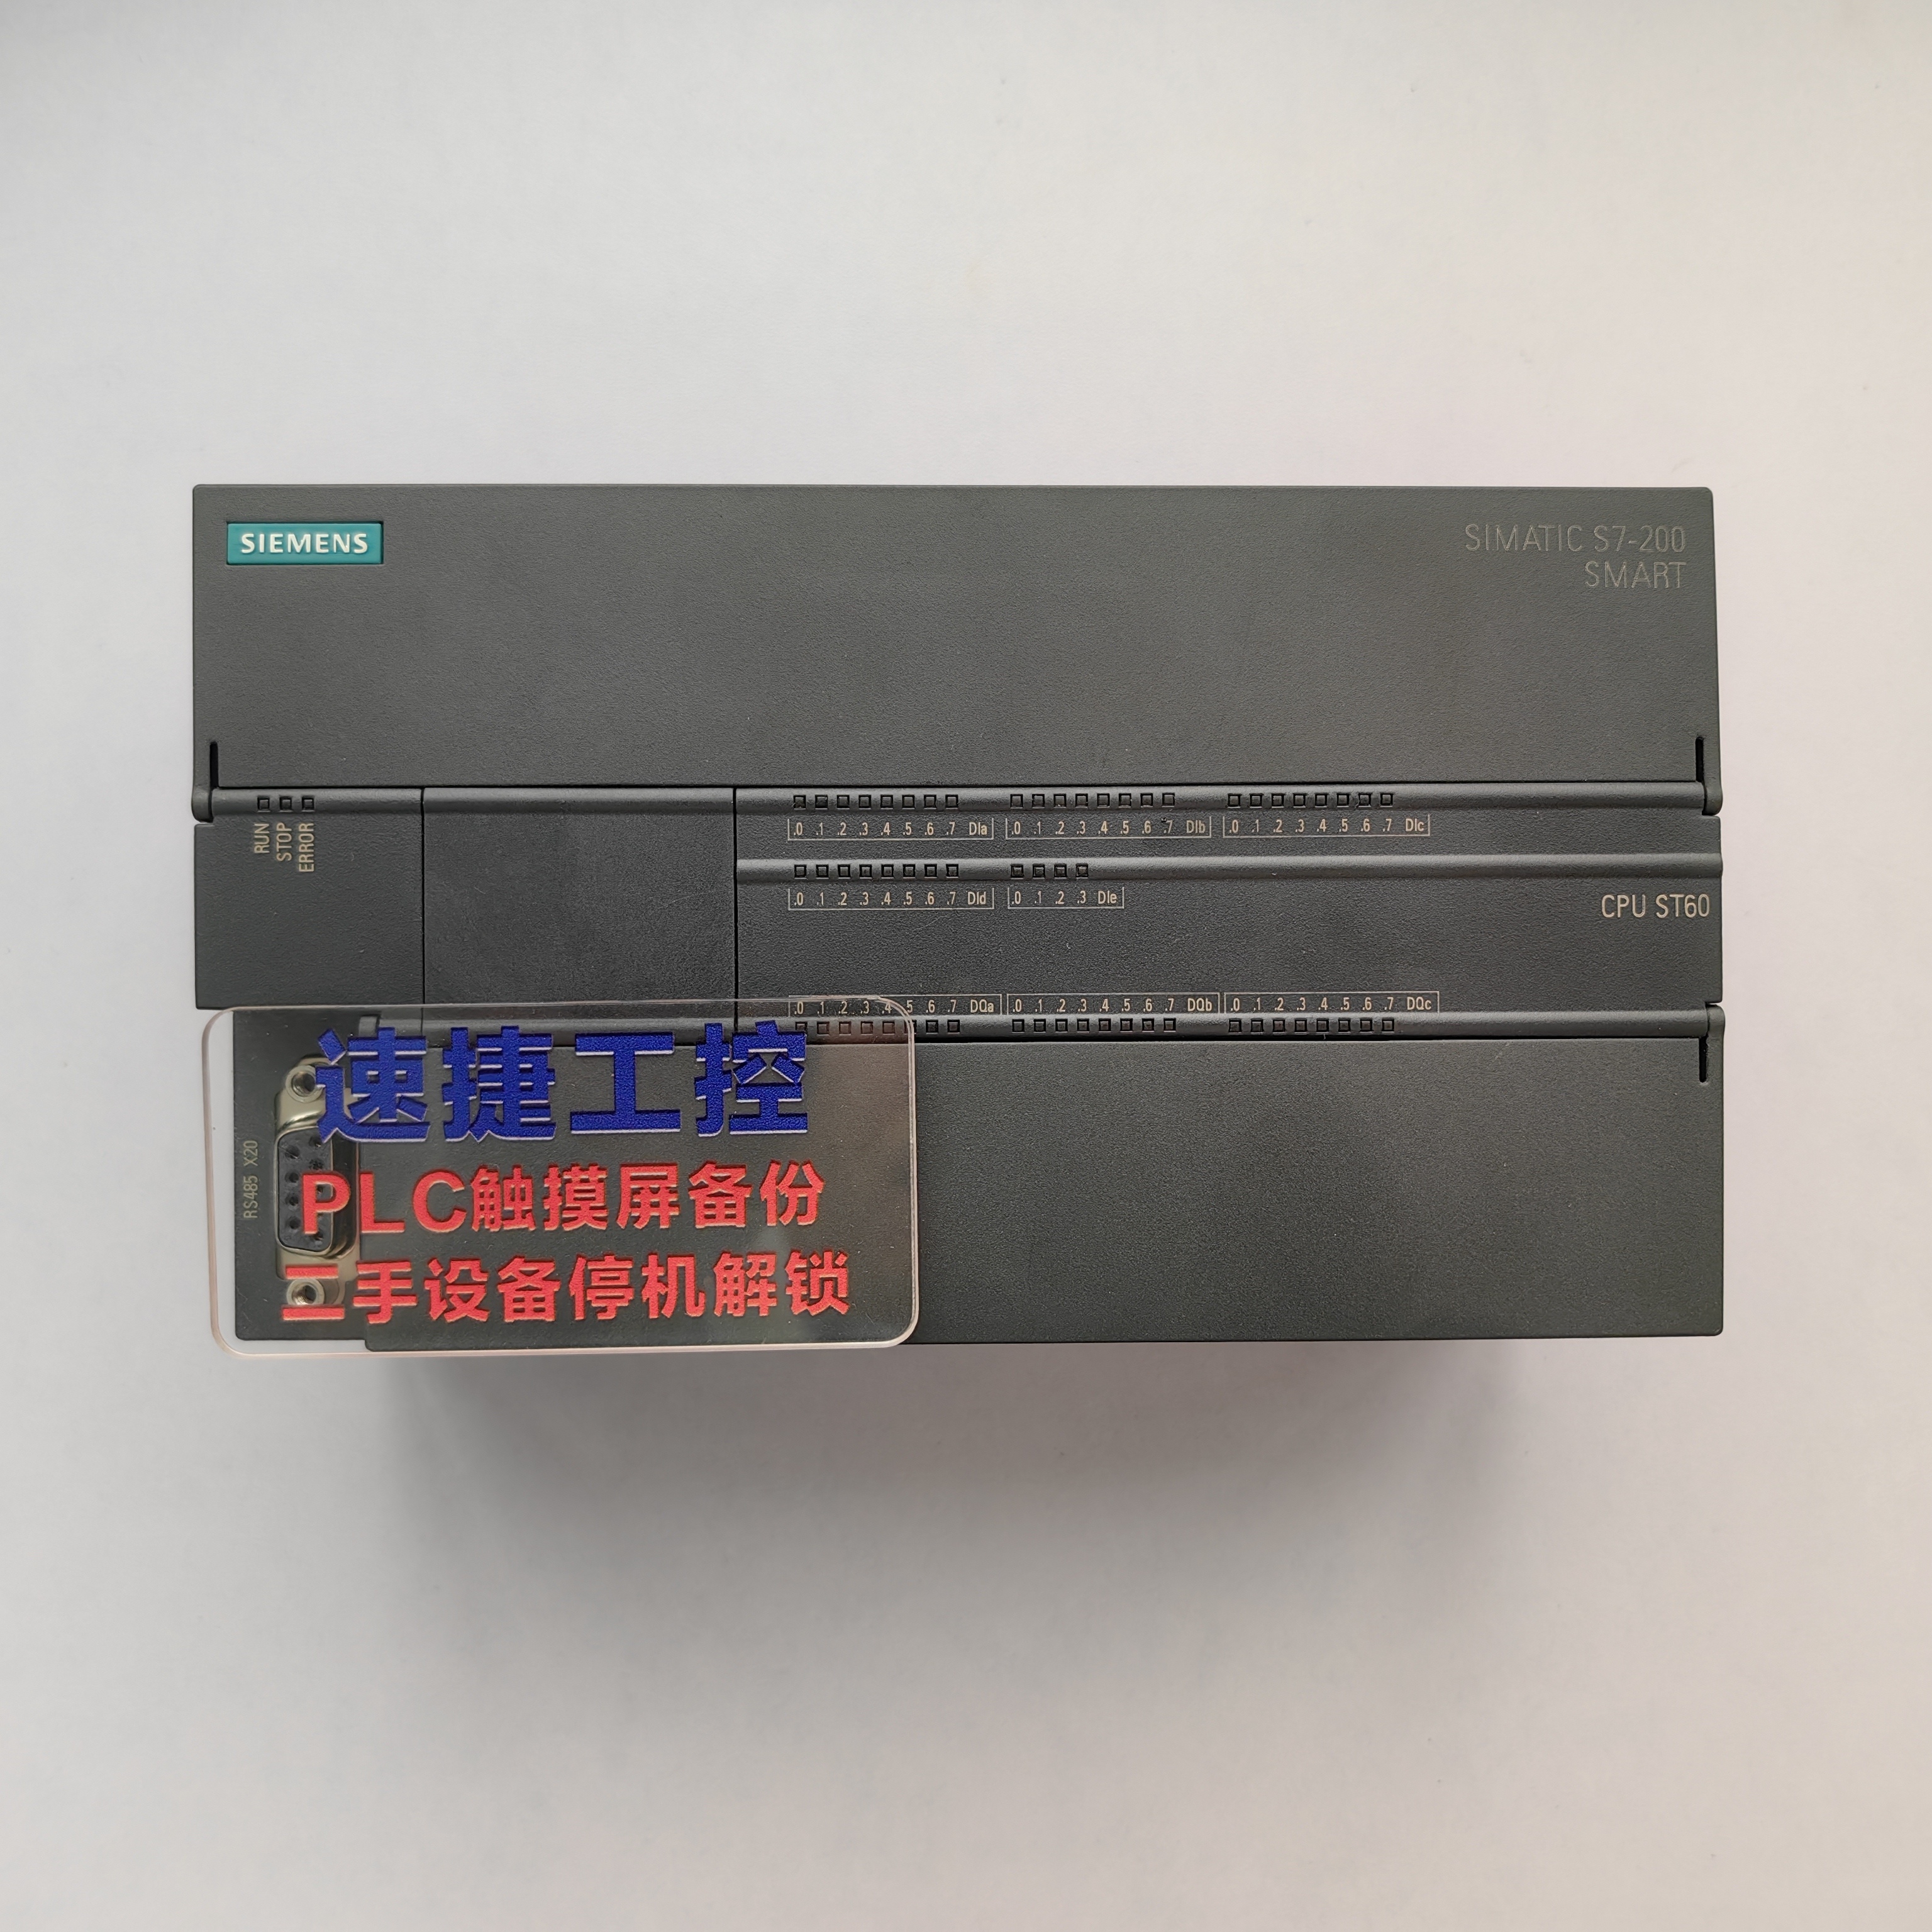 SIEMENS
SIMATIC S7-200
SMART
RUN
STOP
ERROR
.0 .1 .2 .3 .4 .5 .6 .7 DIa
.0 .1 .2 .3 .4 .5 .6 .7 DIb
.0 .1 .2 .3 .4 .5 .6 .7 DIc
.0 .1 .2 .3 .4 .5 .6 .7 DId
.0 .1 .2 .3 DIe
CPU ST60
.0 .1 .2 .3 .4 .5 .6 .7 DQa
.0 .1 .2 .3 .4 .5 .6 .7 DQb
.0 .1 .2 .3 .4 .5 .6 .7 DQc
RS485 X20
速捷工控
PLC触摸屏备份
二手设备停机解锁